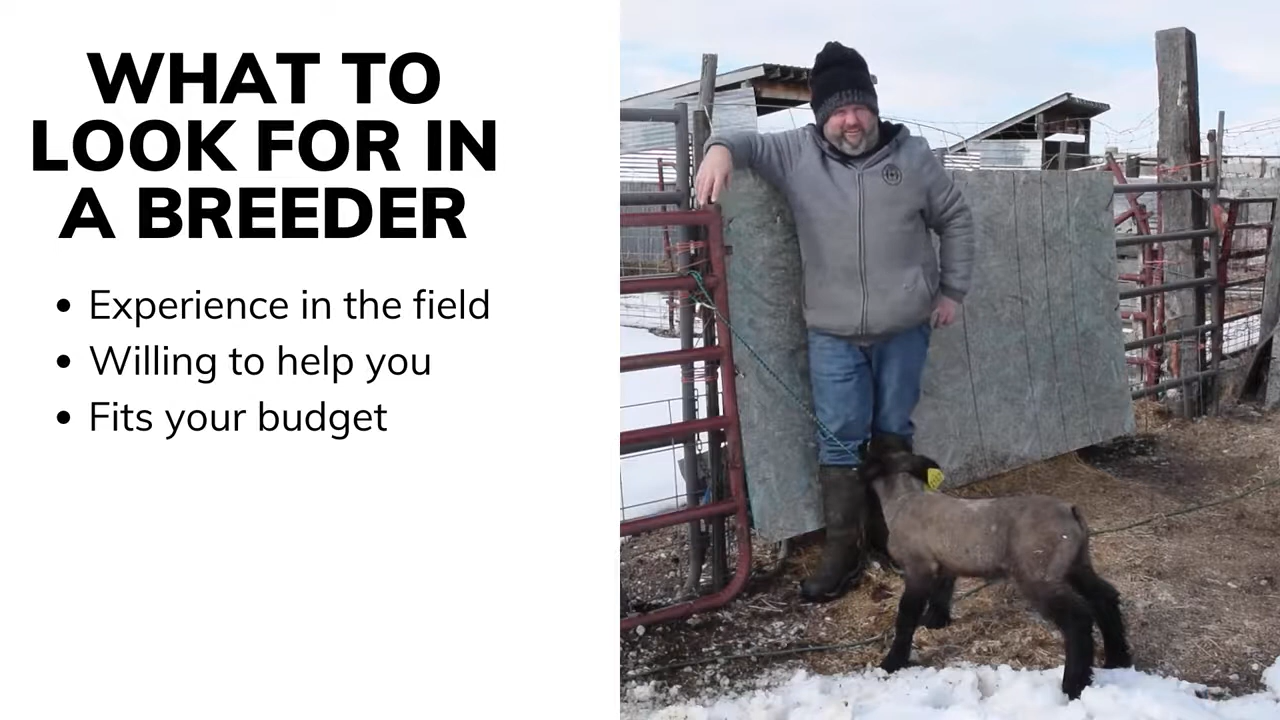 WHAT TO
LOOK FOR IN
A BREEDER
• Experience in the field
• Willing to help you
• Fits your budget